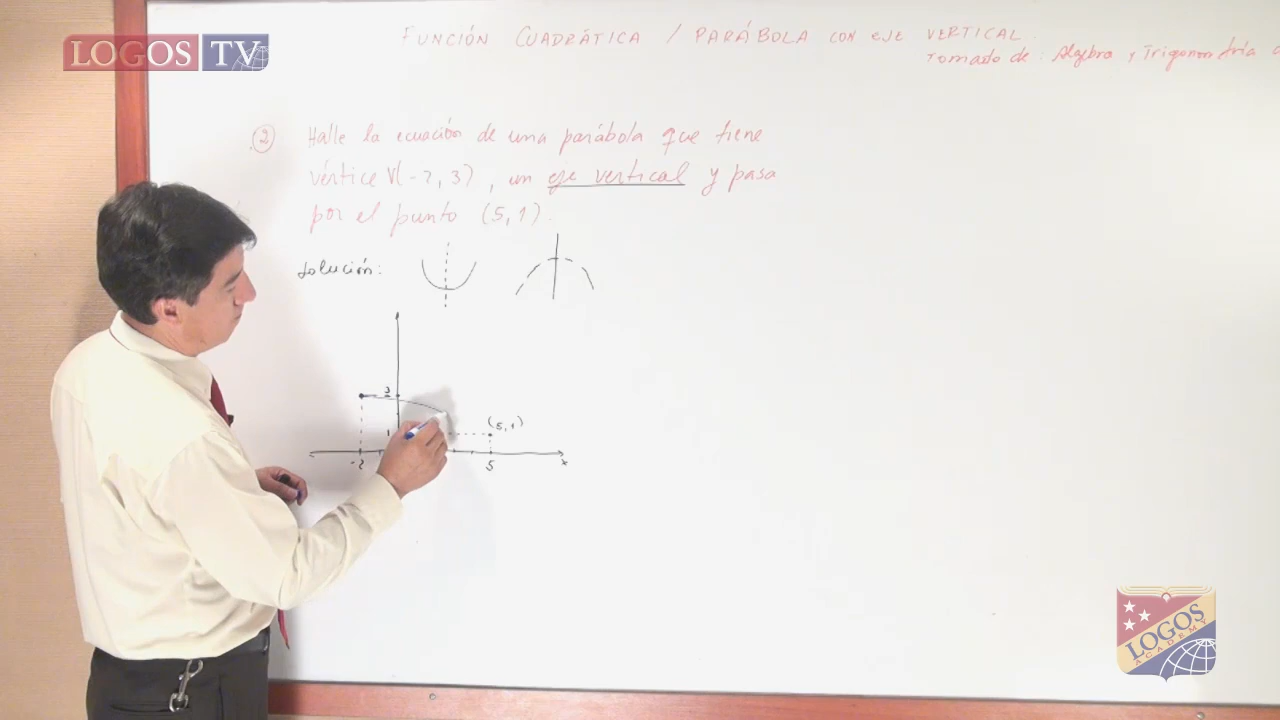 LOGOS TV
FUNCIÓN CUADRÁTICA / PARÁBOLA CON EJE VERTICAL
Tomado de: Álgebra y Trigonometría
2 Halle la ecuación de una parábola que tiene
vértice V(-2, 3), un eje vertical y pasa
por el punto (5, 1).
Solución:
3
1
(5, 1)
-2
5
x
LOGOS
ACADEMY